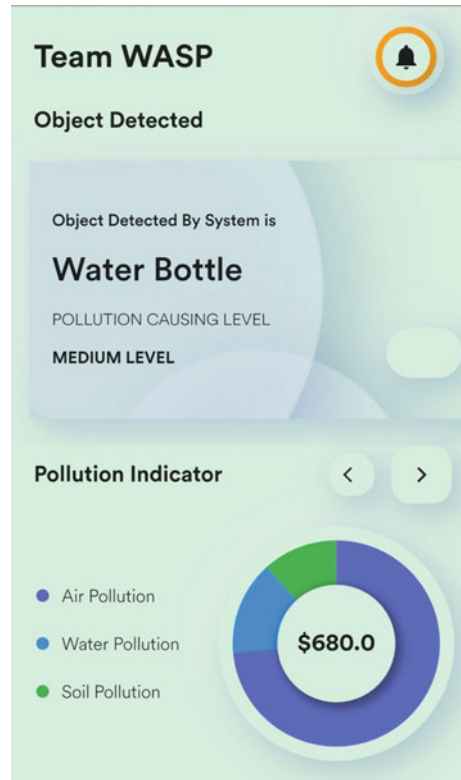 Team WASP
Object Detected
Object Detected By System is
Water Bottle
POLLUTION CAUSING LEVEL
MEDIUM LEVEL
Pollution Indicator
Air Pollution
Water Pollution
Soil Pollution
$680.0